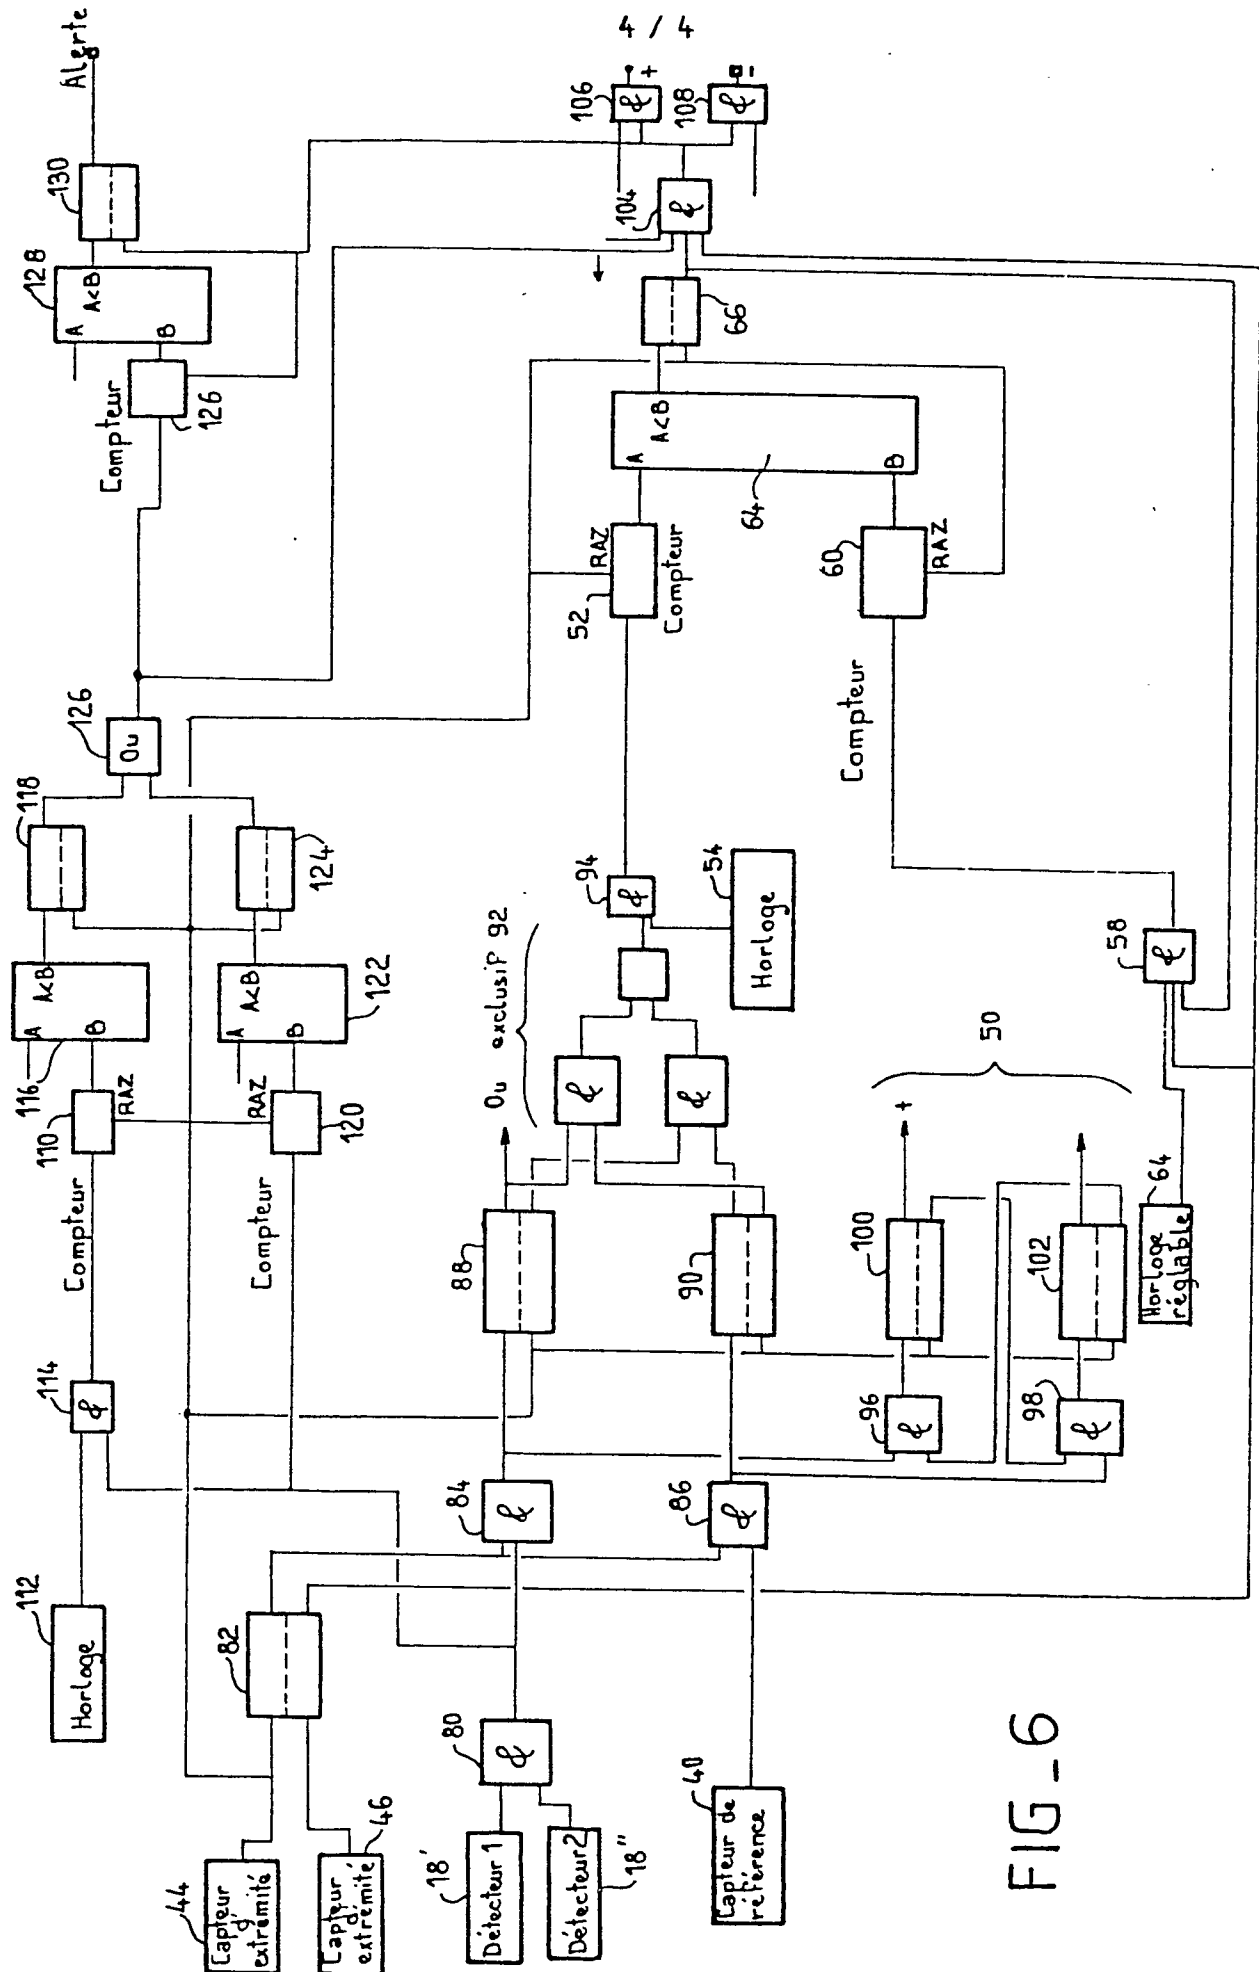 4 / 4
Alerte
130
128
A
A<B
B
Compteur
126
106
&
+
108
&
-
104
&
66
A
A<B
B
64
52
RAZ
Compteur
60
RAZ
Compteur
126
Ou
118
124
116
A
A<B
B
122
A
A<B
B
110
RAZ
Compteur
120
RAZ
Compteur
114
&
112
Horloge
94
&
54
Horloge
Ou exclusif 92
&
&
88
90
58
&
50
100
+
102
64
Horloge
réglable
96
&
98
&
84
&
86
&
82
80
&
44
Capteur
d'
extrémité
46
Capteur
d'
extrémité
18'
Détecteur 1
Détecteur 2
18"
40
Capteur de
référence
FIG_6